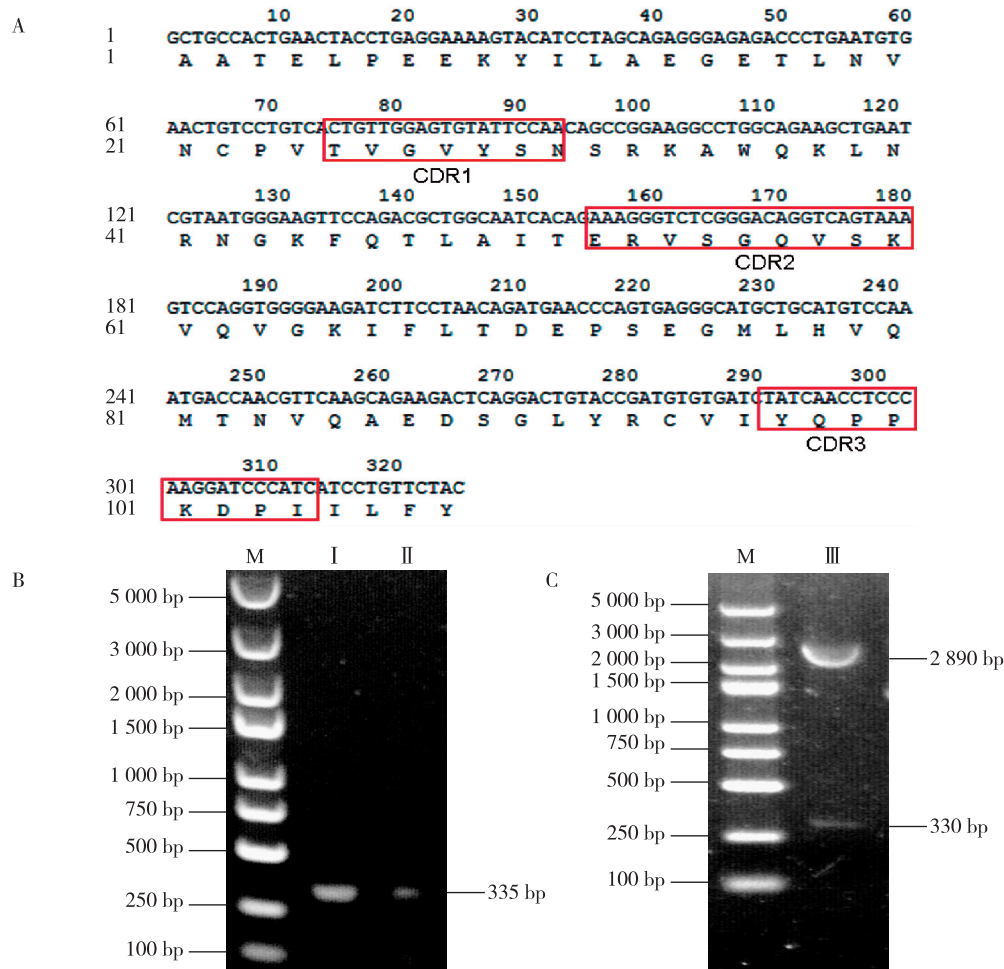 A
10 20 30 40 50 60
1 GCTGCCACTGAACTACCTGAGGAAAAGTACATCCTAGCAGAGGGAGAGACCCTGAATGTG
1 A A T E L P E E K Y I L A E G E T L N V
70 80 90 100 110 120
61 AACTGTCCTGTCACTGTTGGAGTGTATTCCAACAGCCGGAAGGCCTGGCAGAAGCTGAAT
21 N C P V T V G V Y S N S R K A W Q K L N
CDR1
130 140 150 160 170 180
121 CGTAATGGGAAGTTCCAGACGCTGGCAATCACAGAAAGGGTCTCGGGACAGGTCAGTAAA
41 R N G K F Q T L A I T E R V S G Q V S K
CDR2
190 200 210 220 230 240
181 GTCCAGGTGGGGAAGATCTTCCTAACAGATGAACCCAGTGAGGGCATGCTGCATGTCCAA
61 V Q V G K I F L T D E P S E G M L H V Q
250 260 270 280 290 300
241 ATGACCAACGTTCAAGCAGAAGACTCAGGACTGTACCGATGTGTGATCTATCAACCTCCC
81 M T N V Q A E D S G L Y R C V I Y Q P P
CDR3
310 320
301 AAGGATCCCATCATCCTGTTCTAC
101 K D P I I L F Y
B
M Ⅰ Ⅱ
5 000 bp
3 000 bp
2 000 bp
1 500 bp
1 000 bp
750 bp
500 bp
335 bp
250 bp
100 bp
C
M Ⅲ
5 000 bp
3 000 bp
2 890 bp
2 000 bp
1 500 bp
1 000 bp
750 bp
500 bp
330 bp
250 bp
100 bp